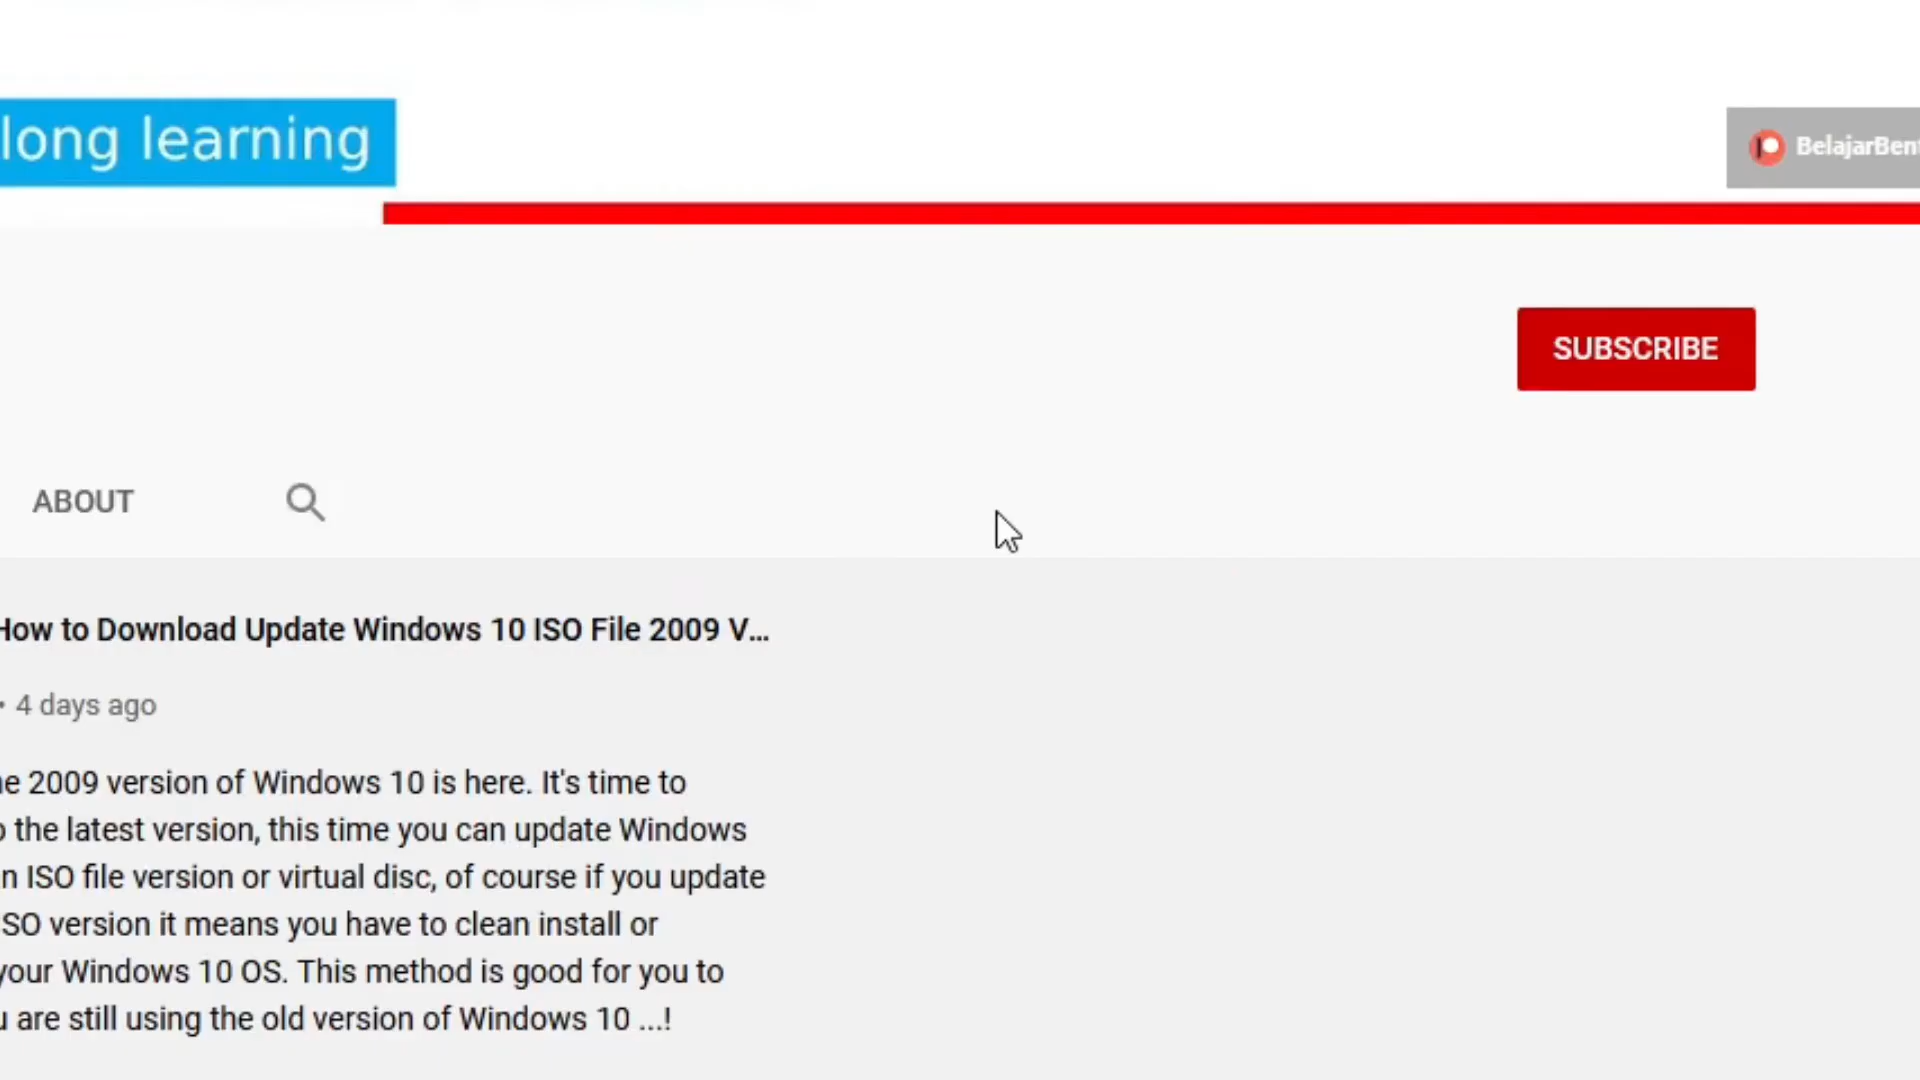 long learning
SUBSCRIBE
ABOUT
How to Download Update Windows 10 ISO File 2009 V...
• 4 days ago
2009 version of Windows 10 is here. It's time to
the latest version, this time you can update Windows
ISO file version or virtual disc, of course if you update
version it means you have to clean install or
your Windows 10 OS. This method is good for you to
are still using the old version of Windows 10 ...!